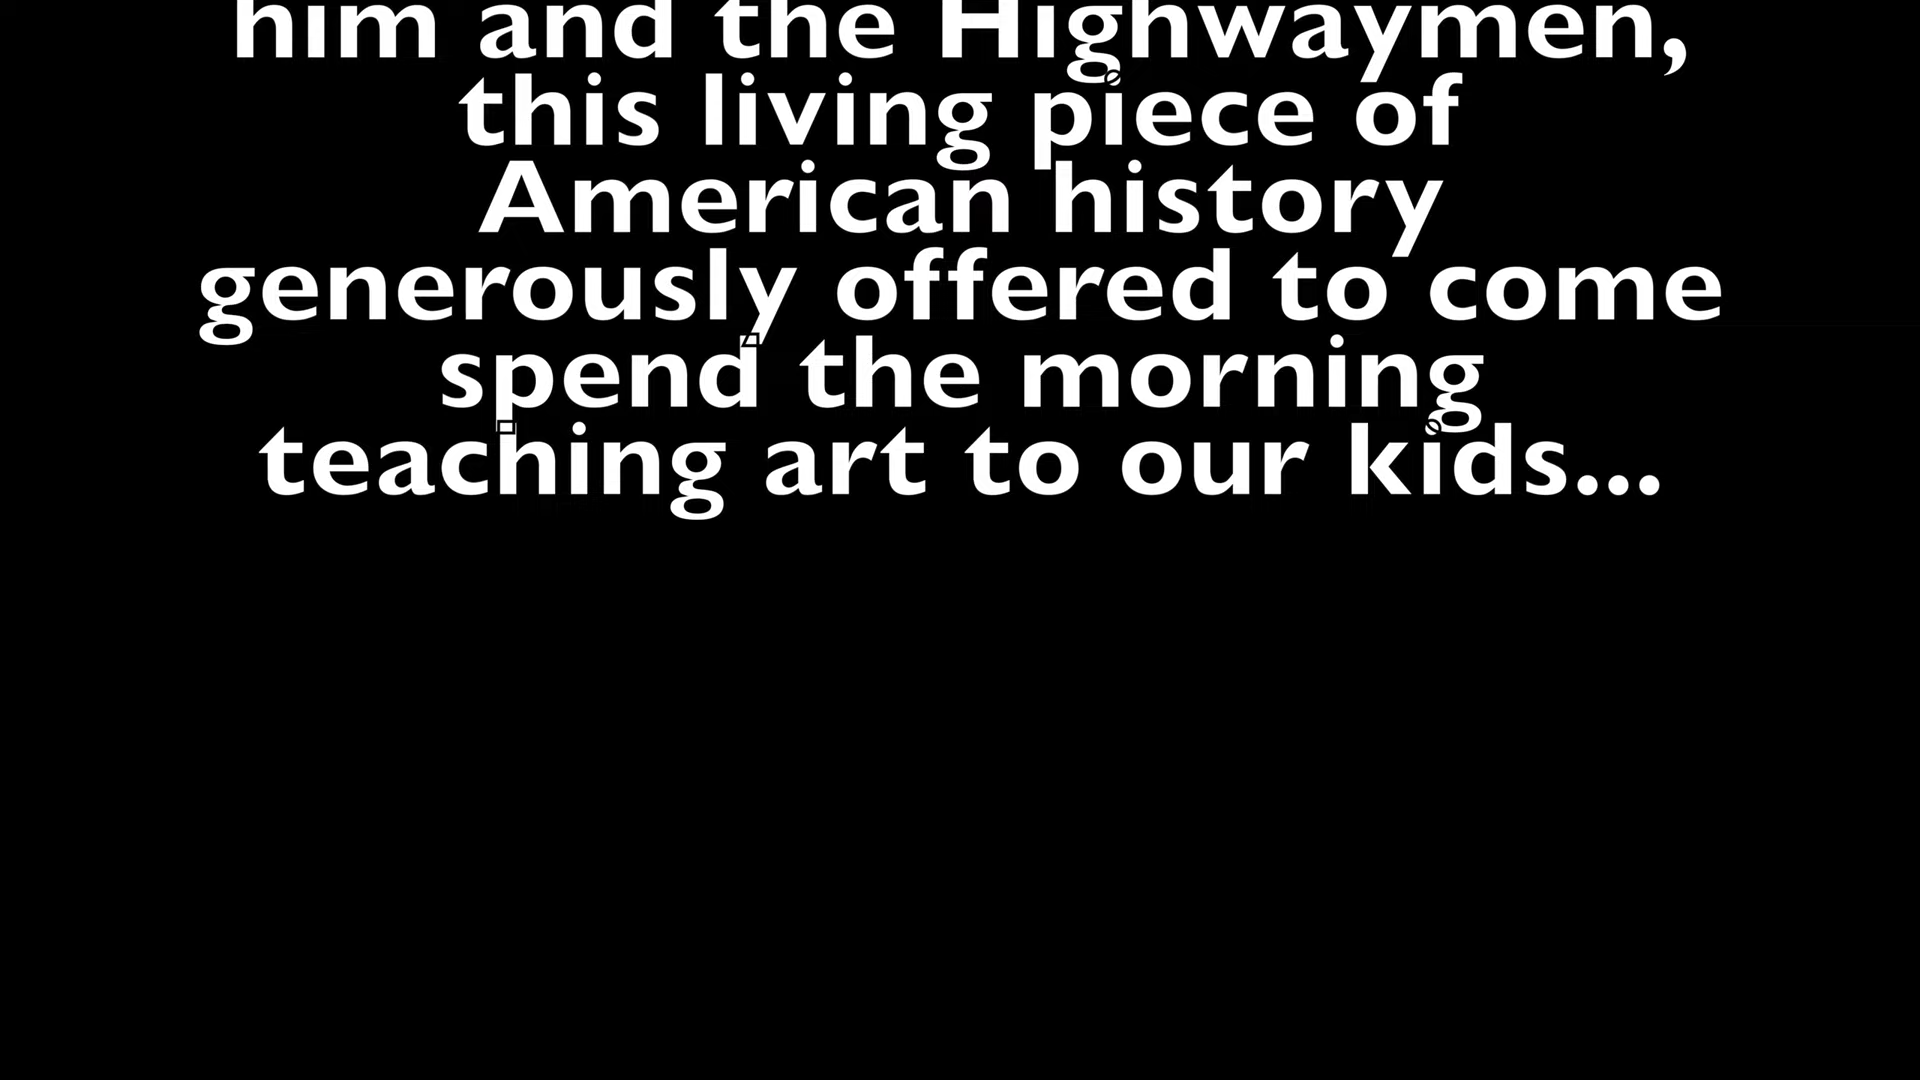 him and the Highwaymen,
this living piece of
American history
generously offered to come
spend the morning
teaching art to our kids...